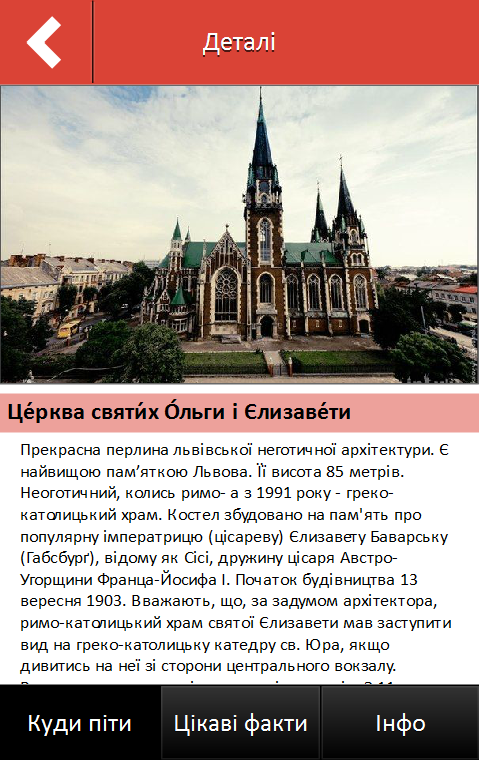 Деталі
Це́рква святи́х О́льги і Єлизаве́ти
Прекрасна перлина львівської неготичної архітектури. Є
найвищою пам’яткою Львова. Її висота 85 метрів.
Неоготичний, колись римо- а з 1991 року - греко-
католицький храм. Костел збудовано на пам'ять про
популярну імператрицю (цісареву) Єлизавету Баварську
(Габсбурґ), відому як Сісі, дружину цісаря Австро-
Угорщини Франца-Йосифа І. Початок будівництва 13
вересня 1903. Вважають, що, за задумом архітектора,
римо-католицький храм святої Єлизавети мав заступити
вид на греко-католицьку катедру св. Юра, якщо
дивитись на неї зі сторони центрального вокзалу.
Куди піти
Цікаві факти
Інфо